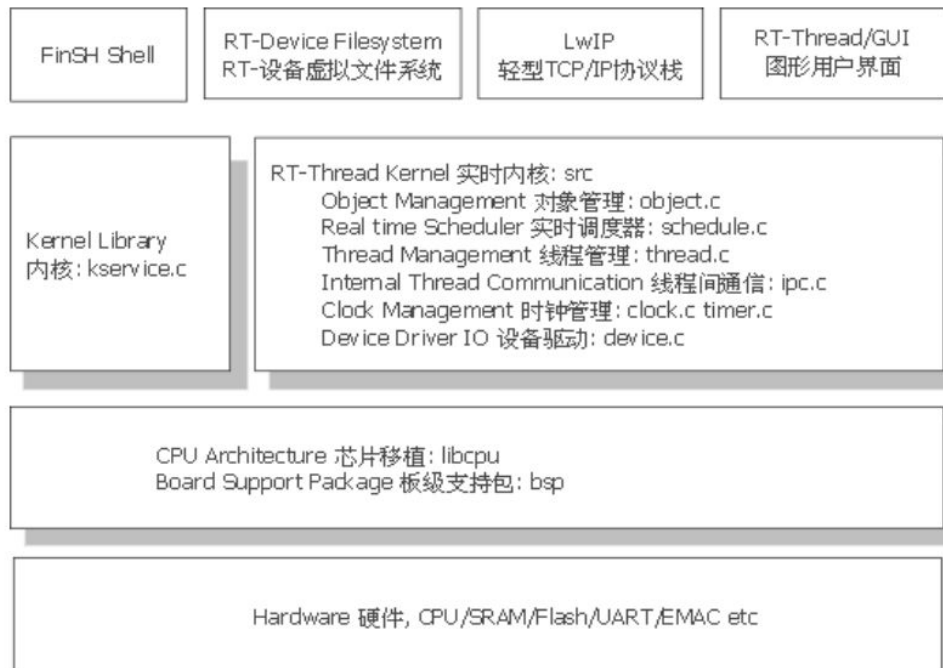 FinSH Shell
RT-Device Filesystem
RT-设备虚拟文件系统
LwIP
轻型TCP/IP协议栈
RT-Thread/GUI
图形用户界面
Kernel Library
内核: kservice.c
RT-Thread Kernel 实时内核: src
Object Management 对象管理: object.c
Real time Scheduler 实时调度器: schedule.c
Thread Management 线程管理: thread.c
Internal Thread Communication 线程间通信: ipc.c
Clock Management 时钟管理: clock.c timer.c
Device Driver IO 设备驱动: device.c
CPU Architecture 芯片移植: libcpu
Board Support Package 板级支持包: bsp
Hardware 硬件, CPU/SRAM/Flash/UART/EMAC etc